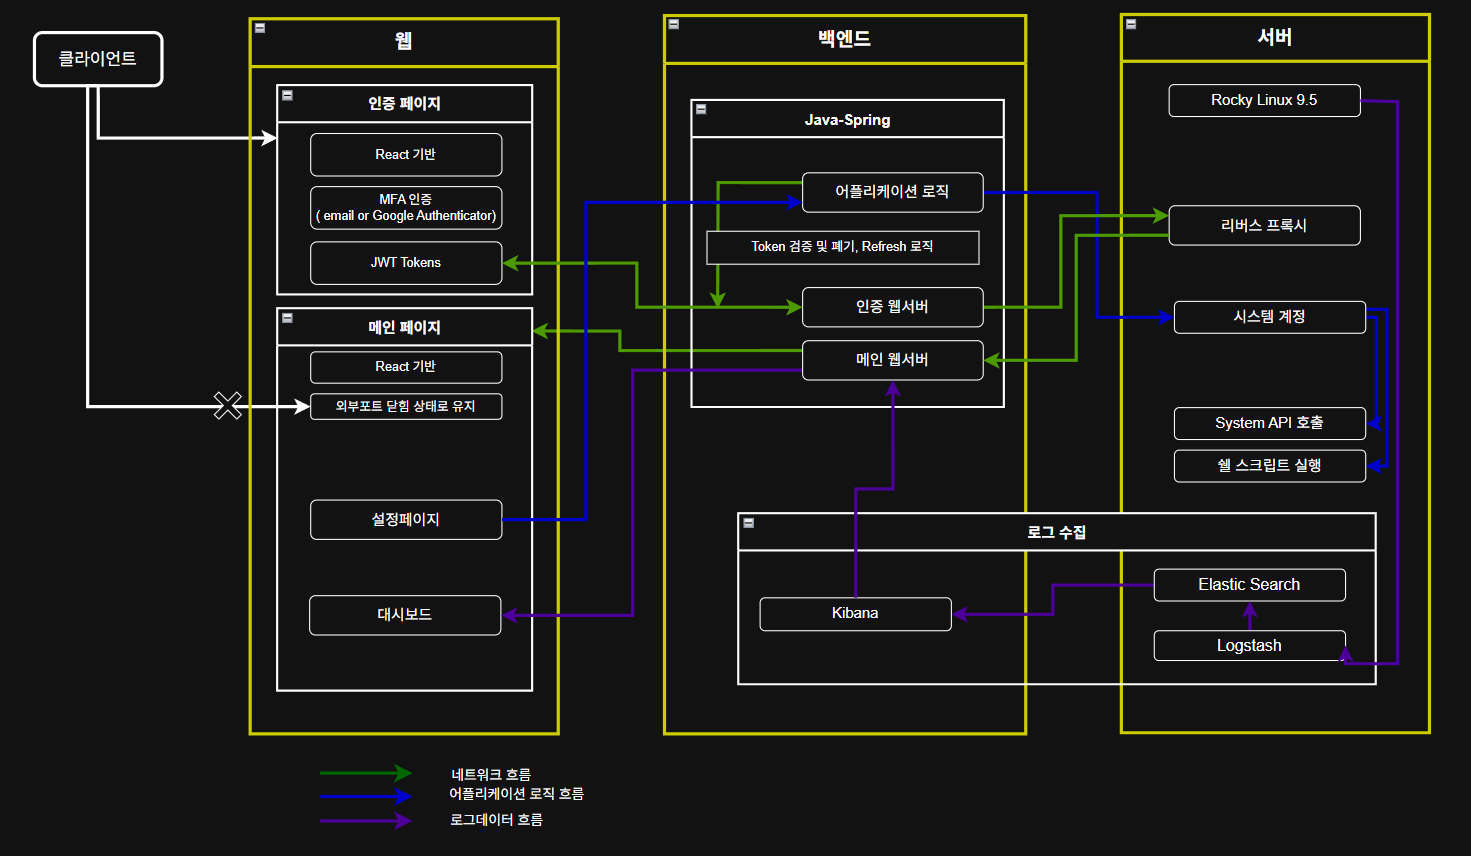 클라이언트
웹
인증 페이지
React 기반
MFA 인증
( email or Google Authenticator)
JWT Tokens
메인 페이지
React 기반
외부포트 닫힘 상태로 유지
설정페이지
대시보드
백엔드
Java-Spring
어플리케이션 로직
Token 검증 및 폐기, Refresh 로직
인증 웹서버
메인 웹서버
서버
Rocky Linux 9.5
리버스 프록시
시스템 계정
System API 호출
쉘 스크립트 실행
로그 수집
Kibana
Elastic Search
Logstash
네트워크 흐름
어플리케이션 로직 흐름
로그데이터 흐름